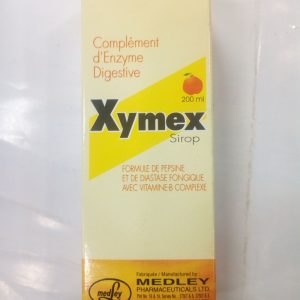 Complément
d'Enzyme
Digestive
200 ml
Xymex
Sirop
FORMULE DE PEPSINE
ET DE DIASTASE FONGIQUE
AVEC VITAMINE-B COMPLEXE
Fabriquée / Manufactured by
medley
MEDLEY
PHARMACEUTICALS LTD.